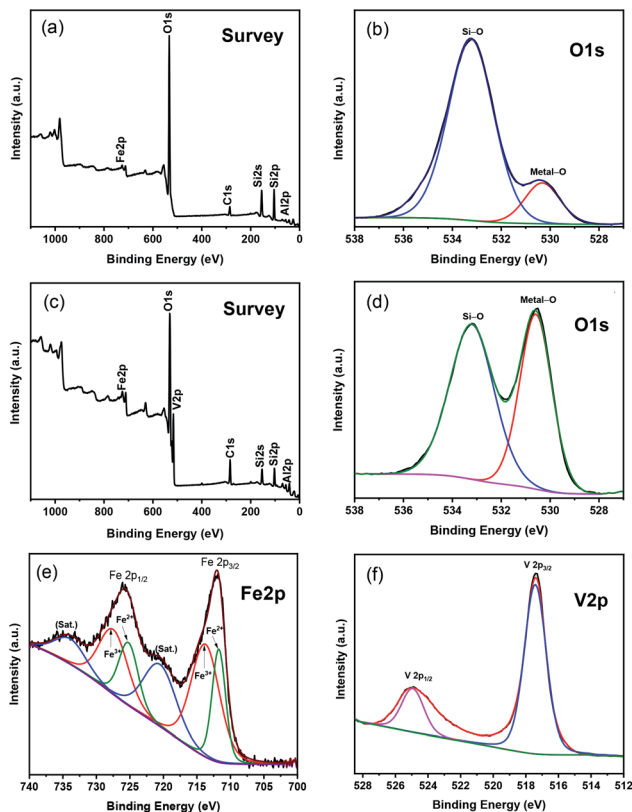 (a)
Survey
O1s
Fe2p
C1s
Si2s
Si2p
Al2p
Intensity (a.u.)
1000 800 600 400 200 0
Binding Energy (eV)
(b)
O1s
Si–O
Metal–O
Intensity (a.u.)
538 536 534 532 530 528
Binding Energy (eV)
(c)
Survey
O1s
V2p
Fe2p
C1s
Si2s
Si2p
Al2p
Intensity (a.u.)
1000 800 600 400 200 0
Binding Energy (eV)
(d)
O1s
Si–O
Metal–O
Intensity (a.u.)
538 536 534 532 530 528
Binding Energy (eV)
(e)
Fe2p
Fe 2p1/2
Fe 2p3/2
(Sat.)
Fe3+
Fe2+
(Sat.)
Fe3+
Fe2+
Intensity (a.u.)
740 735 730 725 720 715 710 705 700
Binding Energy (eV)
(f)
V2p
V 2p3/2
V 2p1/2
Intensity (a.u.)
528 526 524 522 520 518 516 514 512
Binding Energy (eV)